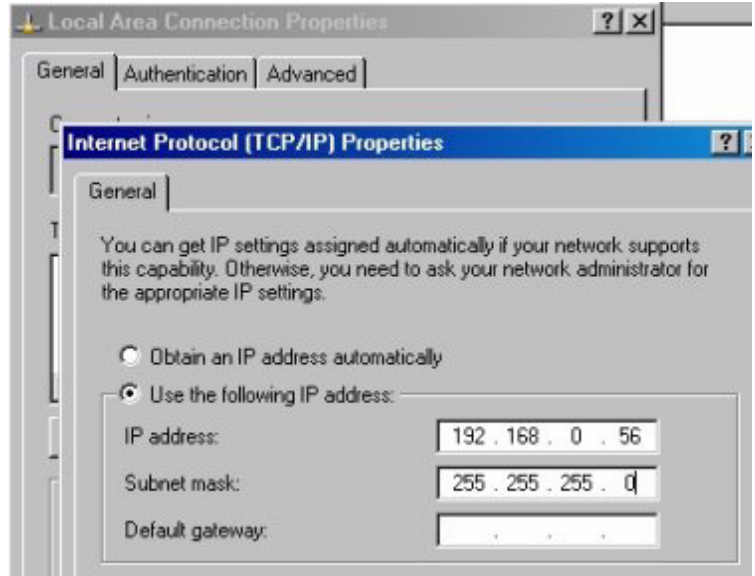 Local Area Connection Properties
General Authentication Advanced
Internet Protocol (TCP/IP) Properties
General
You can get IP settings assigned automatically if your network supports
this capability. Otherwise, you need to ask your network administrator for
the appropriate IP settings.
Obtain an IP address automatically
Use the following IP address:
IP address: 192 . 168 . 0 . 56
Subnet mask: 255 . 255 . 255 . 0
Default gateway: . . .